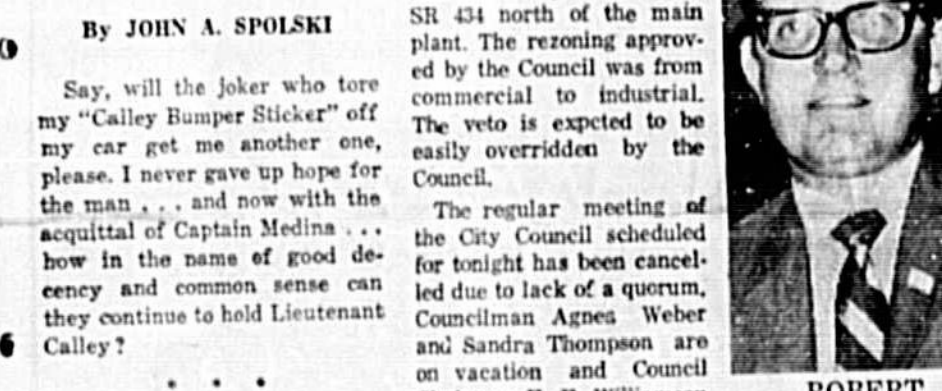 By JOHN A. SPOLSKI
Say, will the joker who tore
my "Calley Bumper Sticker" off
my car get me another one,
please. I never gave up hope for
the man . . . and now with the
acquittal of Captain Medina . . .
how in the name of good de-
cency and common sense can
they continue to hold Lieutenant
Calley?
6
SR 434 north of the main
plant. The rezoning approv-
ed by the Council was from
commercial to industrial.
The veto is expcted to be
easily overridden by the
Council.
The regular meeting of
the City Council scheduled
for tonight has been cancel-
led due to lack of a quorum.
Councilman Agnes Weber
and Sandra Thompson are
on vacation and Council
ROBERT